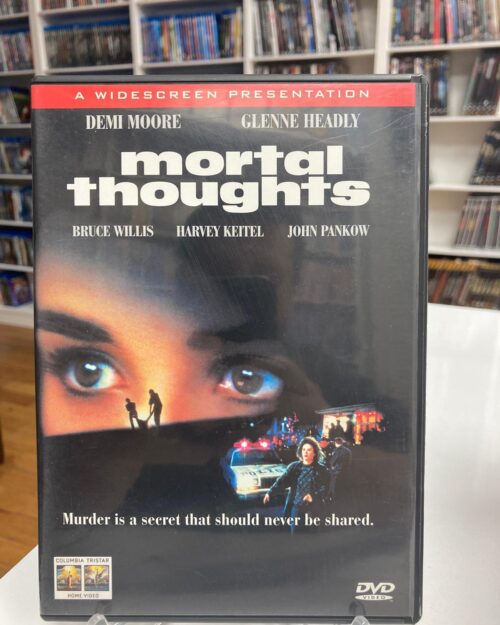 A WIDESCREEN PRESENTATION
DEMI MOORE GLENNE HEADLY
mortal
thoughts
BRUCE WILLIS HARVEY KEITEL JOHN PANKOW
POLICE
Murder is a secret that should never be shared.
COLUMBIA TRISTAR
HOME VIDEO
DVD
VIDEO